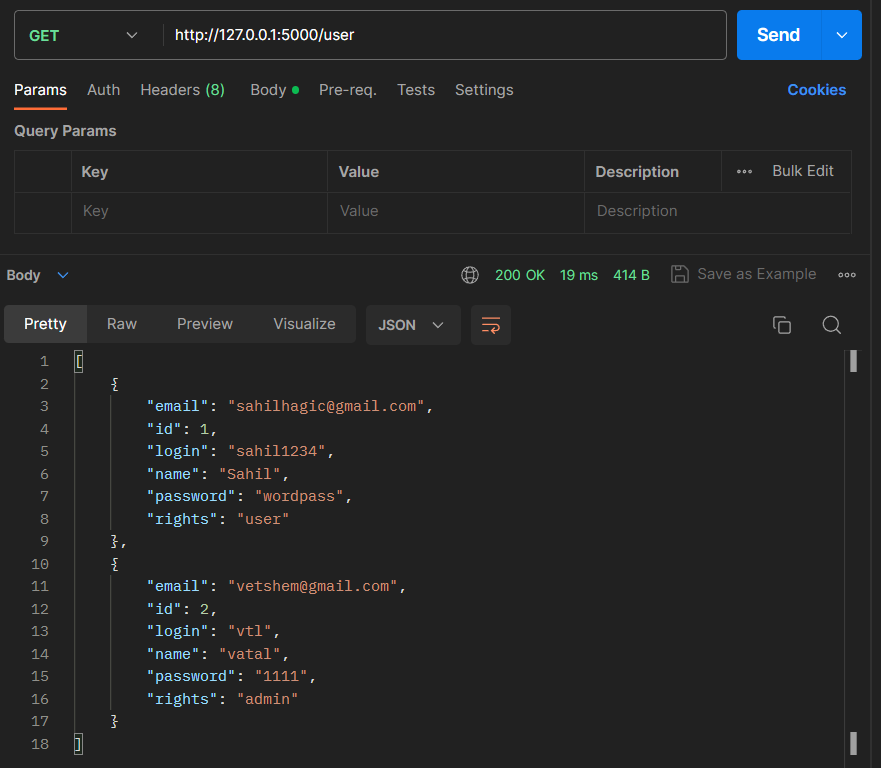 GET http://127.0.0.1:5000/user Send
Params Auth Headers (8) Body Pre-req. Tests Settings Cookies
Query Params
Key Value Description ••• Bulk Edit
Key Value Description
Body 200 OK 19 ms 414 B Save as Example
Pretty Raw Preview Visualize JSON
1 [
2 {
3 "email": "sahilhagic@gmail.com",
4 "id": 1,
5 "login": "sahil1234",
6 "name": "Sahil",
7 "password": "wordpass",
8 "rights": "user"
9 },
10 {
11 "email": "vetshem@gmail.com",
12 "id": 2,
13 "login": "vtl",
14 "name": "vatal",
15 "password": "1111",
16 "rights": "admin"
17 }
18 ]